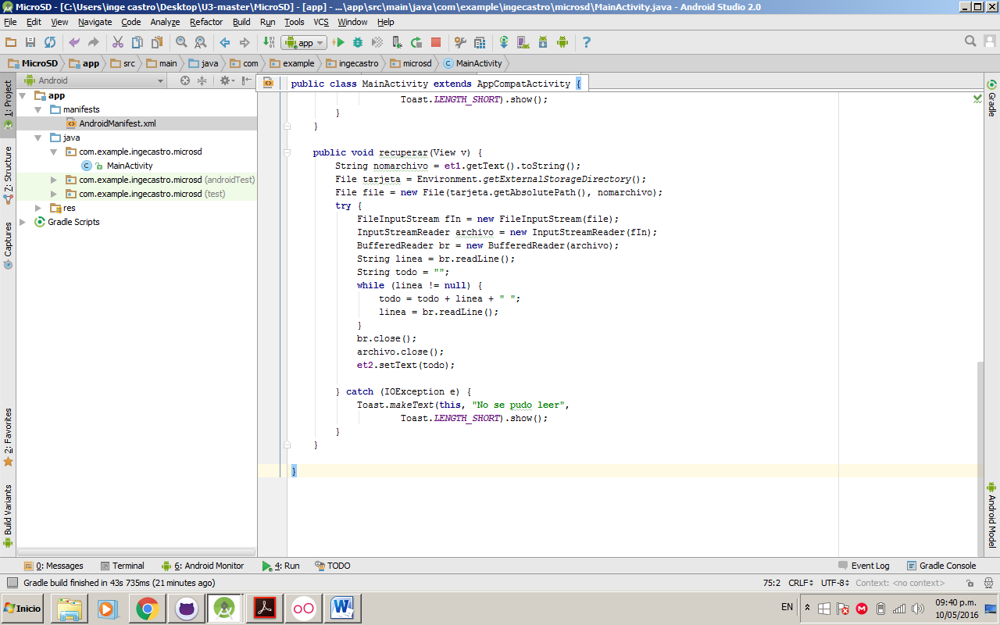 MicroSD - [C:\Users\inge castro\Desktop\U3-master\MicroSD] - [app] - ...\app\src\main\java\com\example\ingecastro\microsd\MainActivity.java - Android Studio 2.0
File Edit View Navigate Code Analyze Refactor Build Run Tools VCS Window Help
app
MicroSD app src main java com example ingecastro microsd MainActivity
1: Project
Z: Structure
Captures
2: Favorites
Build Variants
Android
app
manifests
AndroidManifest.xml
java
com.example.ingecastro.microsd
MainActivity
com.example.ingecastro.microsd (androidTest)
com.example.ingecastro.microsd (test)
res
Gradle Scripts
public class MainActivity extends AppCompatActivity {
Toast.LENGTH_SHORT).show();
}
}
public void recuperar(View v) {
String nomarchivo = et1.getText().toString();
File tarjeta = Environment.getExternalStorageDirectory();
File file = new File(tarjeta.getAbsolutePath(), nomarchivo);
try {
FileInputStream fIn = new FileInputStream(file);
InputStreamReader archivo = new InputStreamReader(fIn);
BufferedReader br = new BufferedReader(archivo);
String linea = br.readLine();
String todo = "";
while (linea != null) {
todo = todo + linea + " ";
linea = br.readLine();
}
br.close();
archivo.close();
et2.setText(todo);
} catch (IOException e) {
Toast.makeText(this, "No se pudo leer",
Toast.LENGTH_SHORT).show();
}
}
}
Gradle
Android Model
0: Messages Terminal 6: Android Monitor 4: Run TODO Event Log Gradle Console
Gradle build finished in 43s 735ms (21 minutes ago) 75:2 CRLF UTF-8 Context: <no context>
Inicio EN 09:40 p.m.
10/05/2016